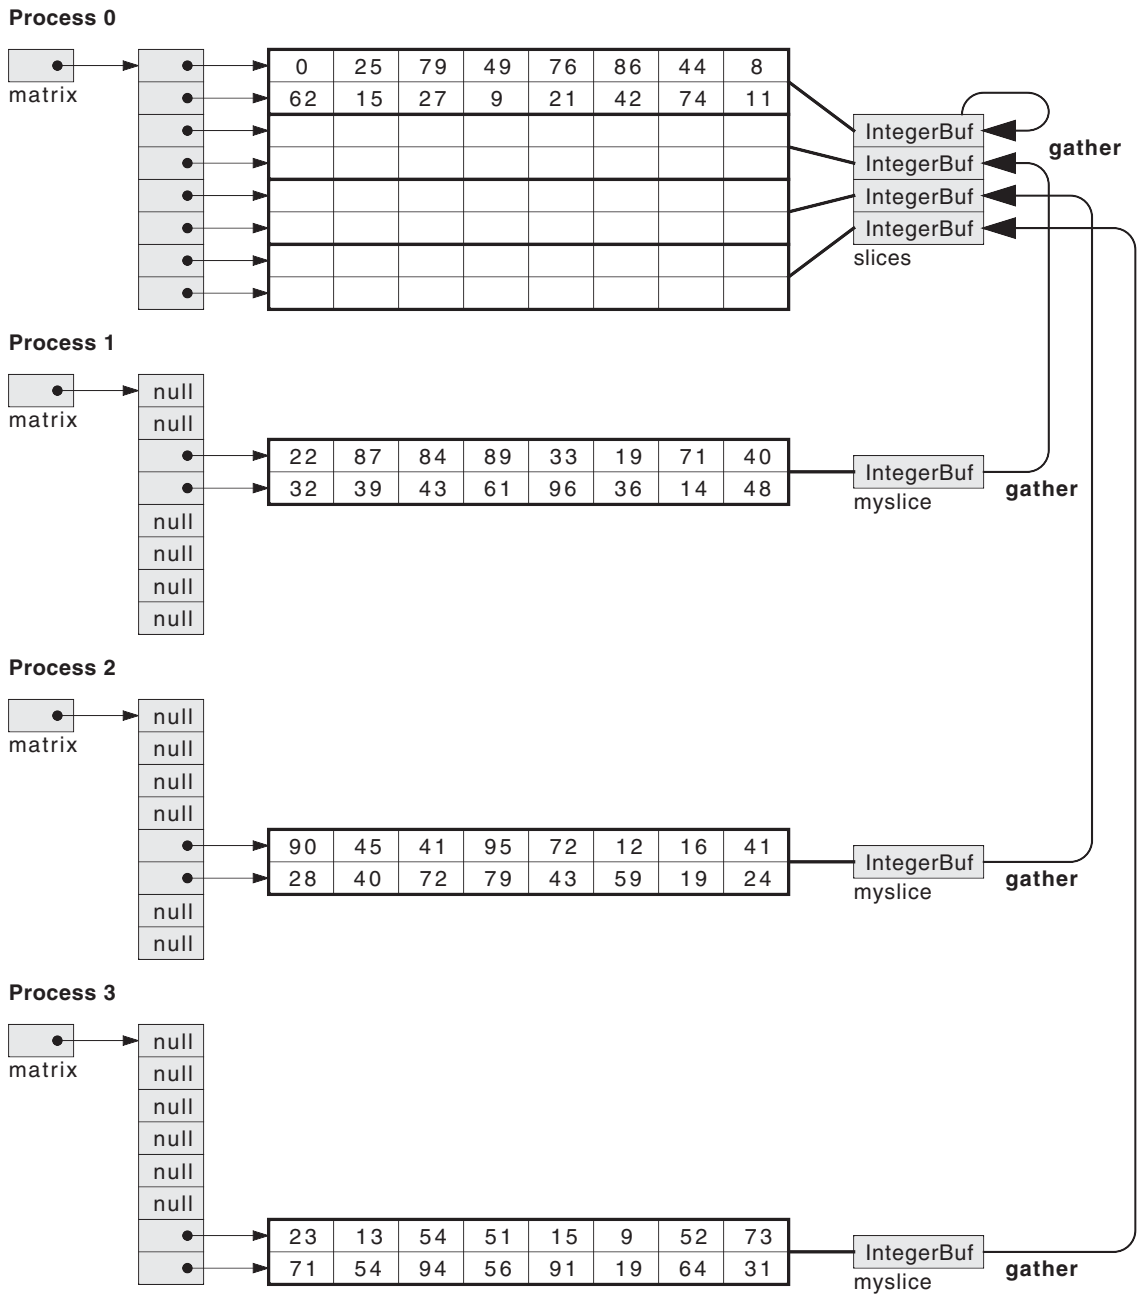 Process 0
0 25 79 49 76 86 44 8
matrix
62 15 27 9 21 42 74 11
IntegerBuf
gather
IntegerBuf
IntegerBuf
IntegerBuf
slices
Process 1
null
matrix
null
22 87 84 89 33 19 71 40
IntegerBuf
32 39 43 61 96 36 14 48
gather
myslice
null
null
null
null
Process 2
null
matrix
null
null
null
90 45 41 95 72 12 16 41
IntegerBuf
28 40 72 79 43 59 19 24
gather
myslice
null
null
Process 3
null
matrix
null
null
null
null
null
23 13 54 51 15 9 52 73
IntegerBuf
71 54 94 56 91 19 64 31
gather
myslice